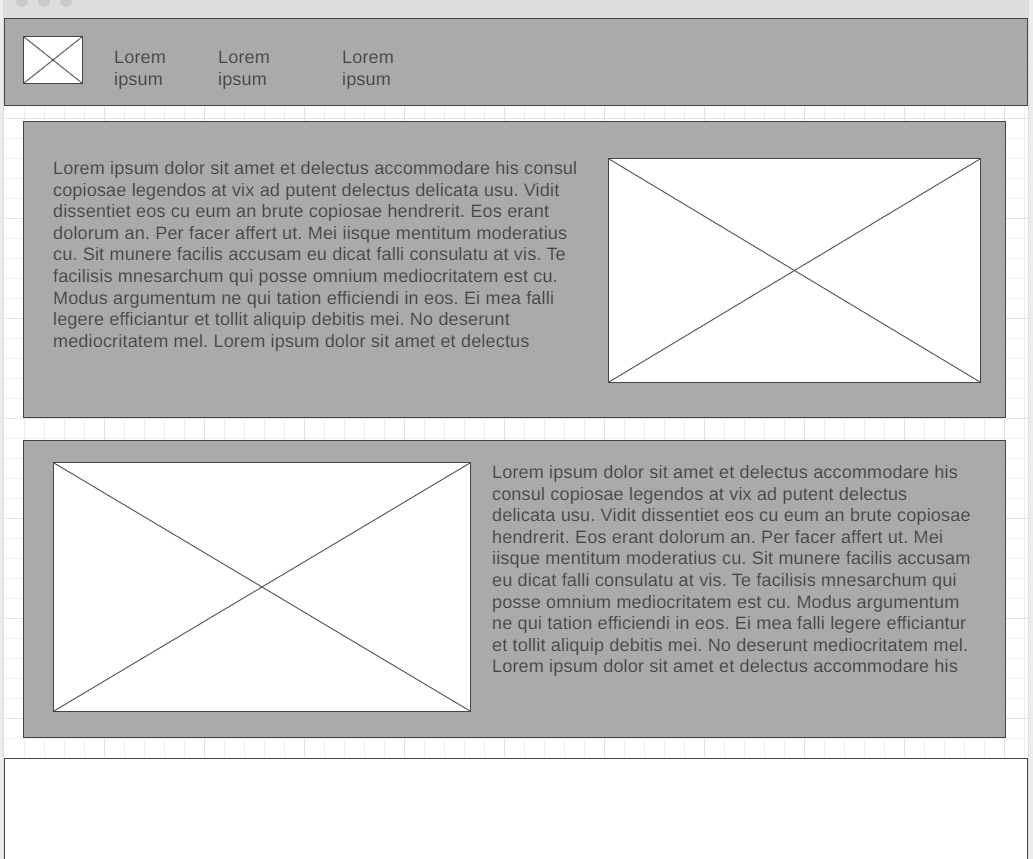 Lorem
ipsum
Lorem
ipsum
Lorem
ipsum
Lorem ipsum dolor sit amet et delectus accommodare his consul
copiosae legendos at vix ad putent delectus delicata usu. Vidit
dissentiet eos cu eum an brute copiosae hendrerit. Eos erant
dolorum an. Per facer affert ut. Mei iisque mentitum moderatius
cu. Sit munere facilis accusam eu dicat falli consulatu at vis. Te
facilisis mnesarchum qui posse omnium mediocritatem est cu.
Modus argumentum ne qui tation efficiendi in eos. Ei mea falli
legere efficiantur et tollit aliquip debitis mei. No deserunt
mediocritatem mel. Lorem ipsum dolor sit amet et delectus
Lorem ipsum dolor sit amet et delectus accommodare his
consul copiosae legendos at vix ad putent delectus
delicata usu. Vidit dissentiet eos cu eum an brute copiosae
hendrerit. Eos erant dolorum an. Per facer affert ut. Mei
iisque mentitum moderatius cu. Sit munere facilis accusam
eu dicat falli consulatu at vis. Te facilisis mnesarchum qui
posse omnium mediocritatem est cu. Modus argumentum
ne qui tation efficiendi in eos. Ei mea falli legere efficiantur
et tollit aliquip debitis mei. No deserunt mediocritatem mel.
Lorem ipsum dolor sit amet et delectus accommodare his